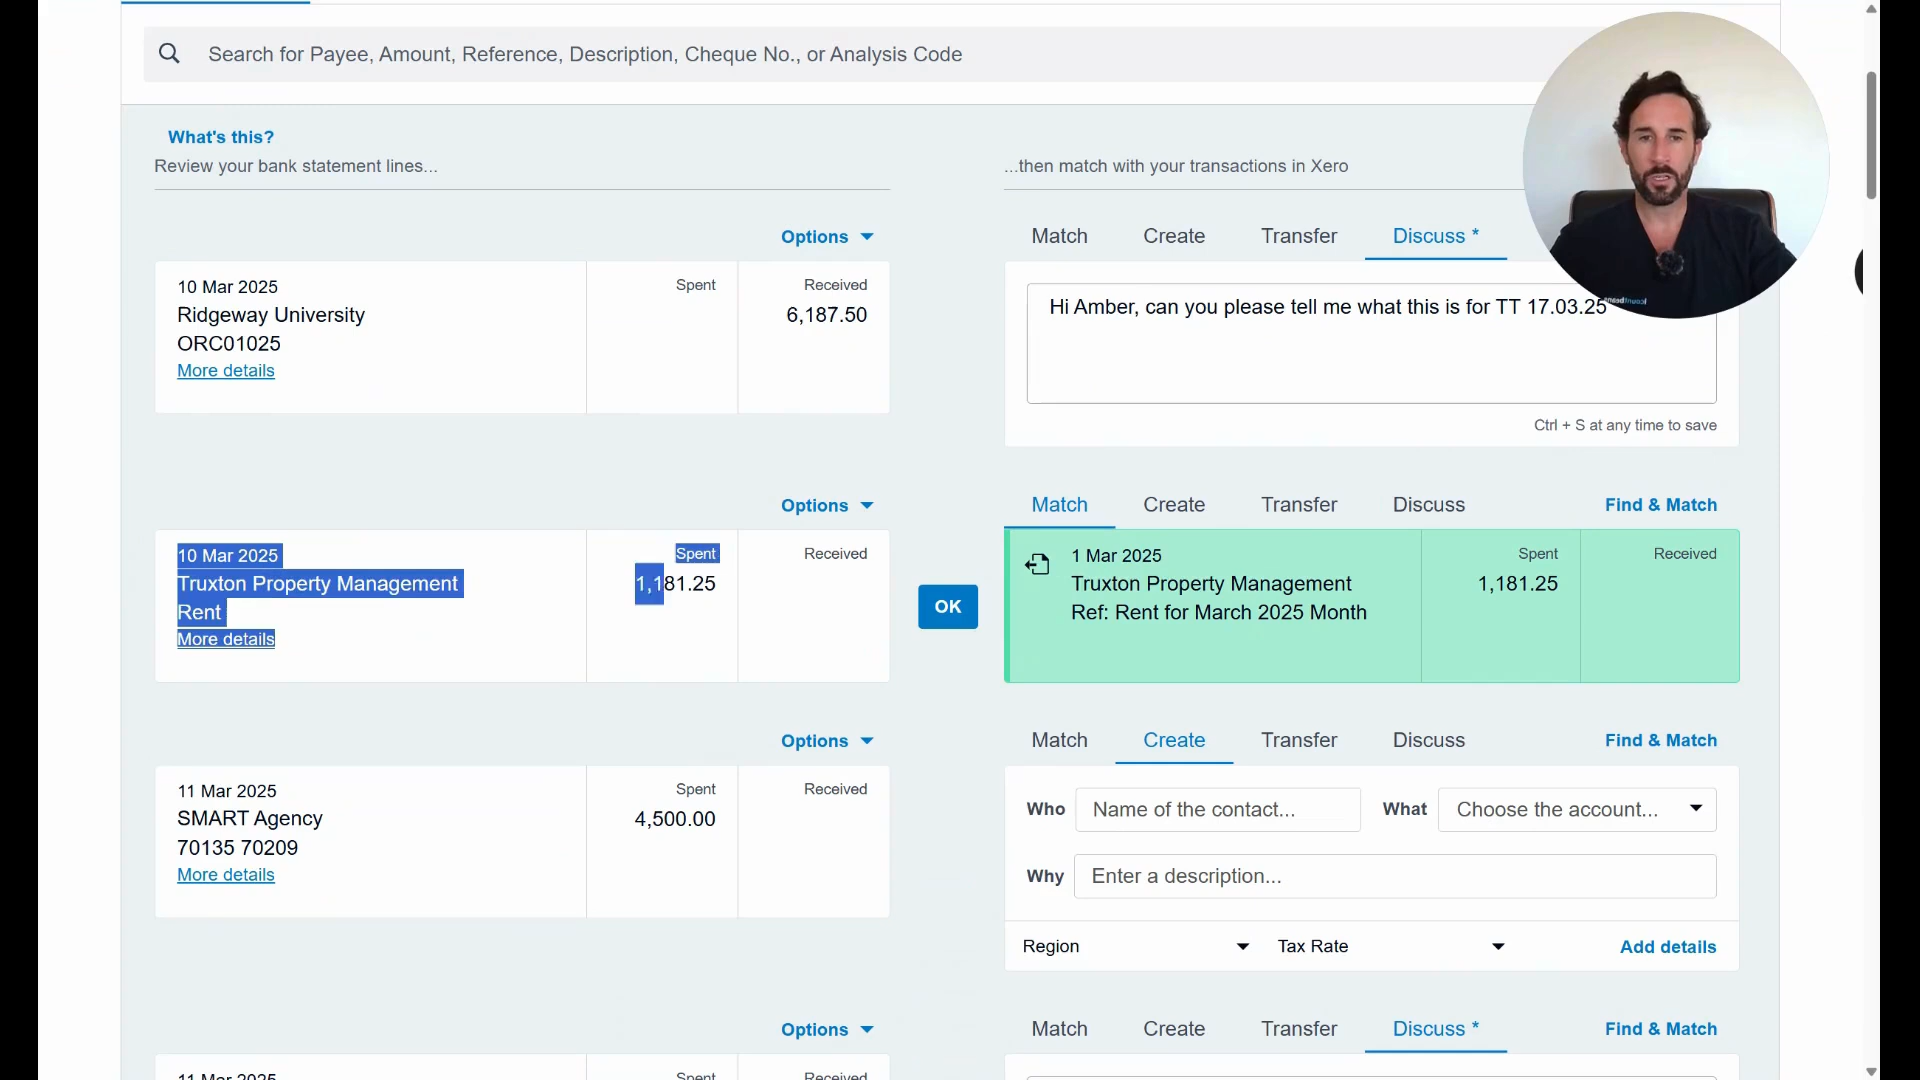 Search for Payee, Amount, Reference, Description, Cheque No., or Analysis Code
What's this?
Review your bank statement lines...
...then match with your transactions in Xero
Options
Match Create Transfer Discuss *
10 Mar 2025
Ridgeway University
ORC01025
More details
Spent
Received
6,187.50
Hi Amber, can you please tell me what this is for TT 17.03.25
Ctrl + S at any time to save
Options
Match Create Transfer Discuss Find & Match
10 Mar 2025
Truxton Property Management
Rent
More details
Spent
1,181.25
Received
OK
1 Mar 2025
Truxton Property Management
Ref: Rent for March 2025 Month
Spent
1,181.25
Received
Options
Match Create Transfer Discuss Find & Match
11 Mar 2025
SMART Agency
70135 70209
More details
Spent
4,500.00
Received
Who Name of the contact... What Choose the account...
Why Enter a description...
Region Tax Rate Add details
Options
Match Create Transfer Discuss * Find & Match
11 Mar 2025
Spent
Received